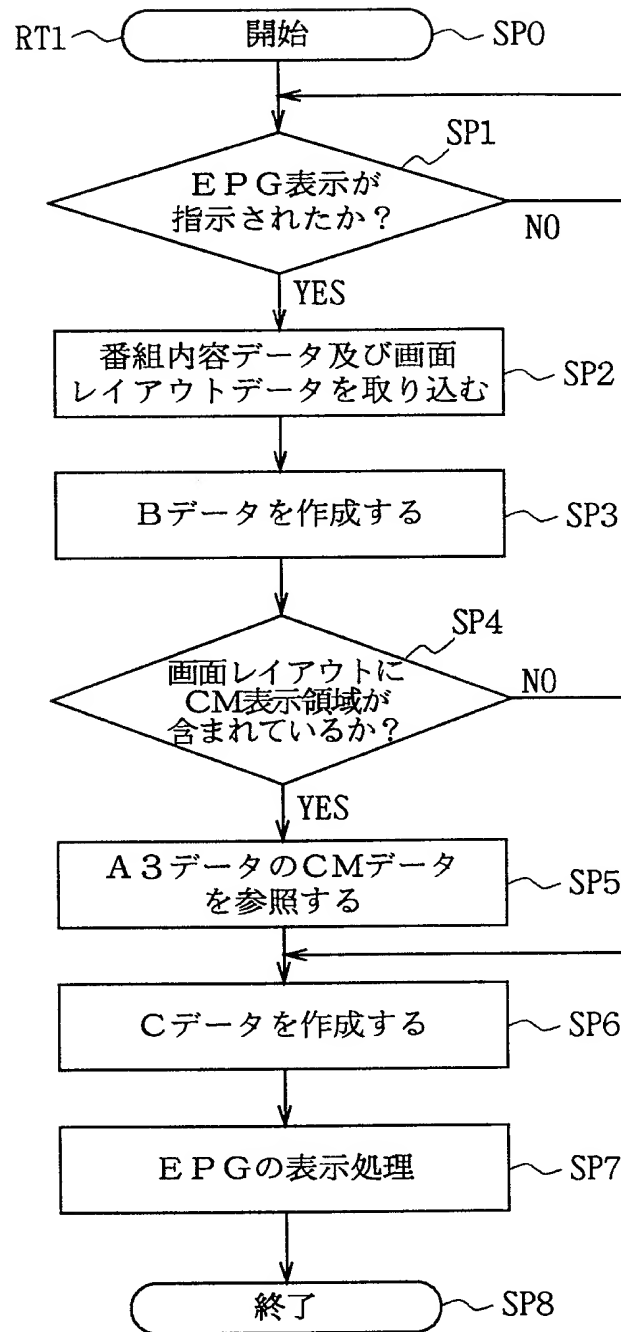 RT1
開始
SP0
SP1
EPG表示が
指示されたか?
NO
YES
番組内容データ及び画面
レイアウトデータを取り込む
SP2
Bデータを作成する
SP3
SP4
画面レイアウトに
CM表示領域が
含まれているか?
NO
YES
A3データのCMデータ
を参照する
SP5
Cデータを作成する
SP6
EPGの表示処理
SP7
終了
SP8